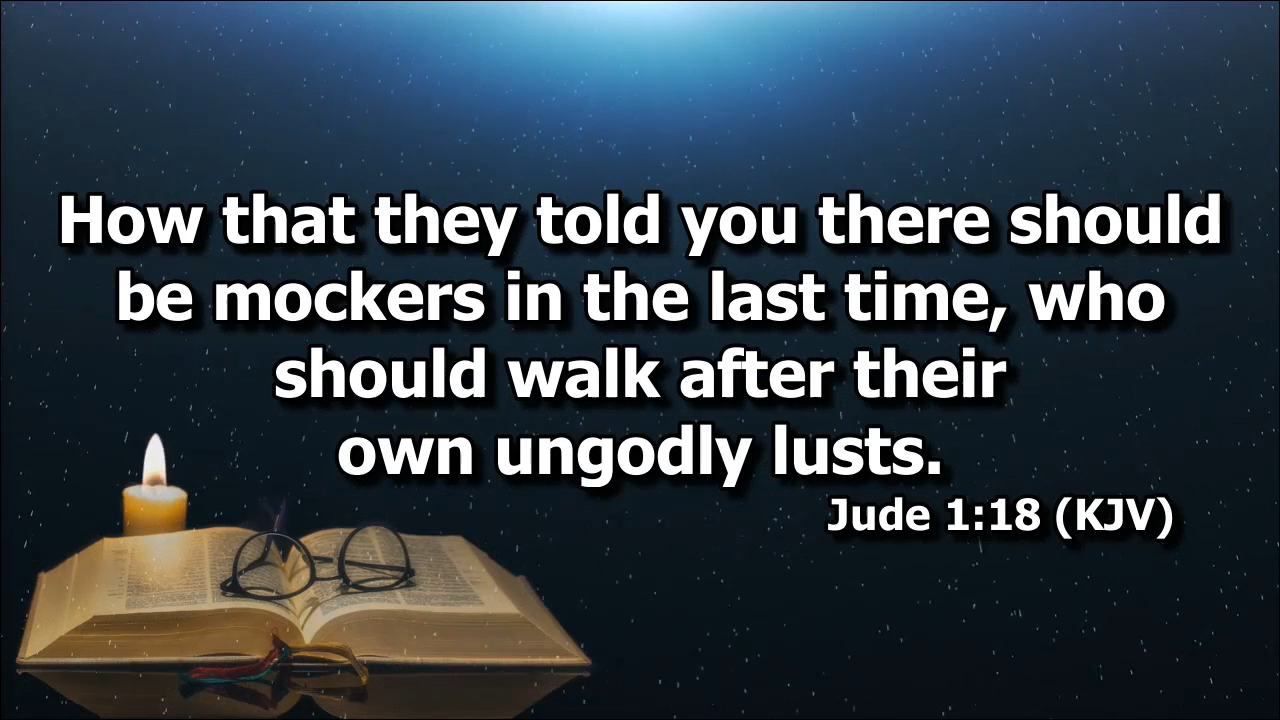 How that they told you there should
be mockers in the last time, who
should walk after their
own ungodly lusts.
Jude 1:18 (KJV)